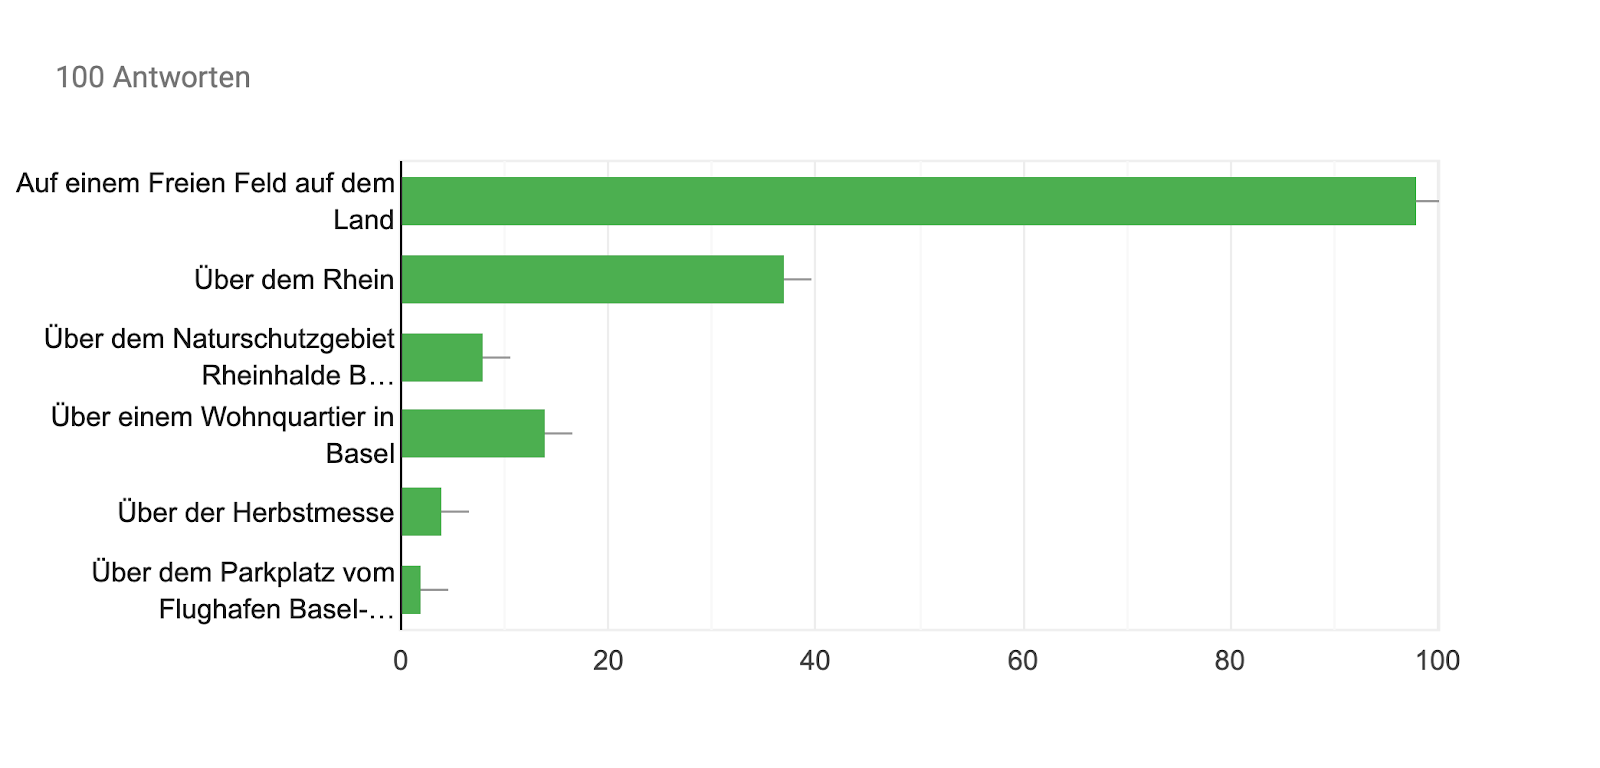 100 Antworten
Auf einem Freien Feld auf dem
Land
Über dem Rhein
Über dem Naturschutzgebiet
Rheinhalde B…
Über einem Wohnquartier in
Basel
Über der Herbstmesse
Über dem Parkplatz vom
Flughafen Basel-…
0 20 40 60 80 100